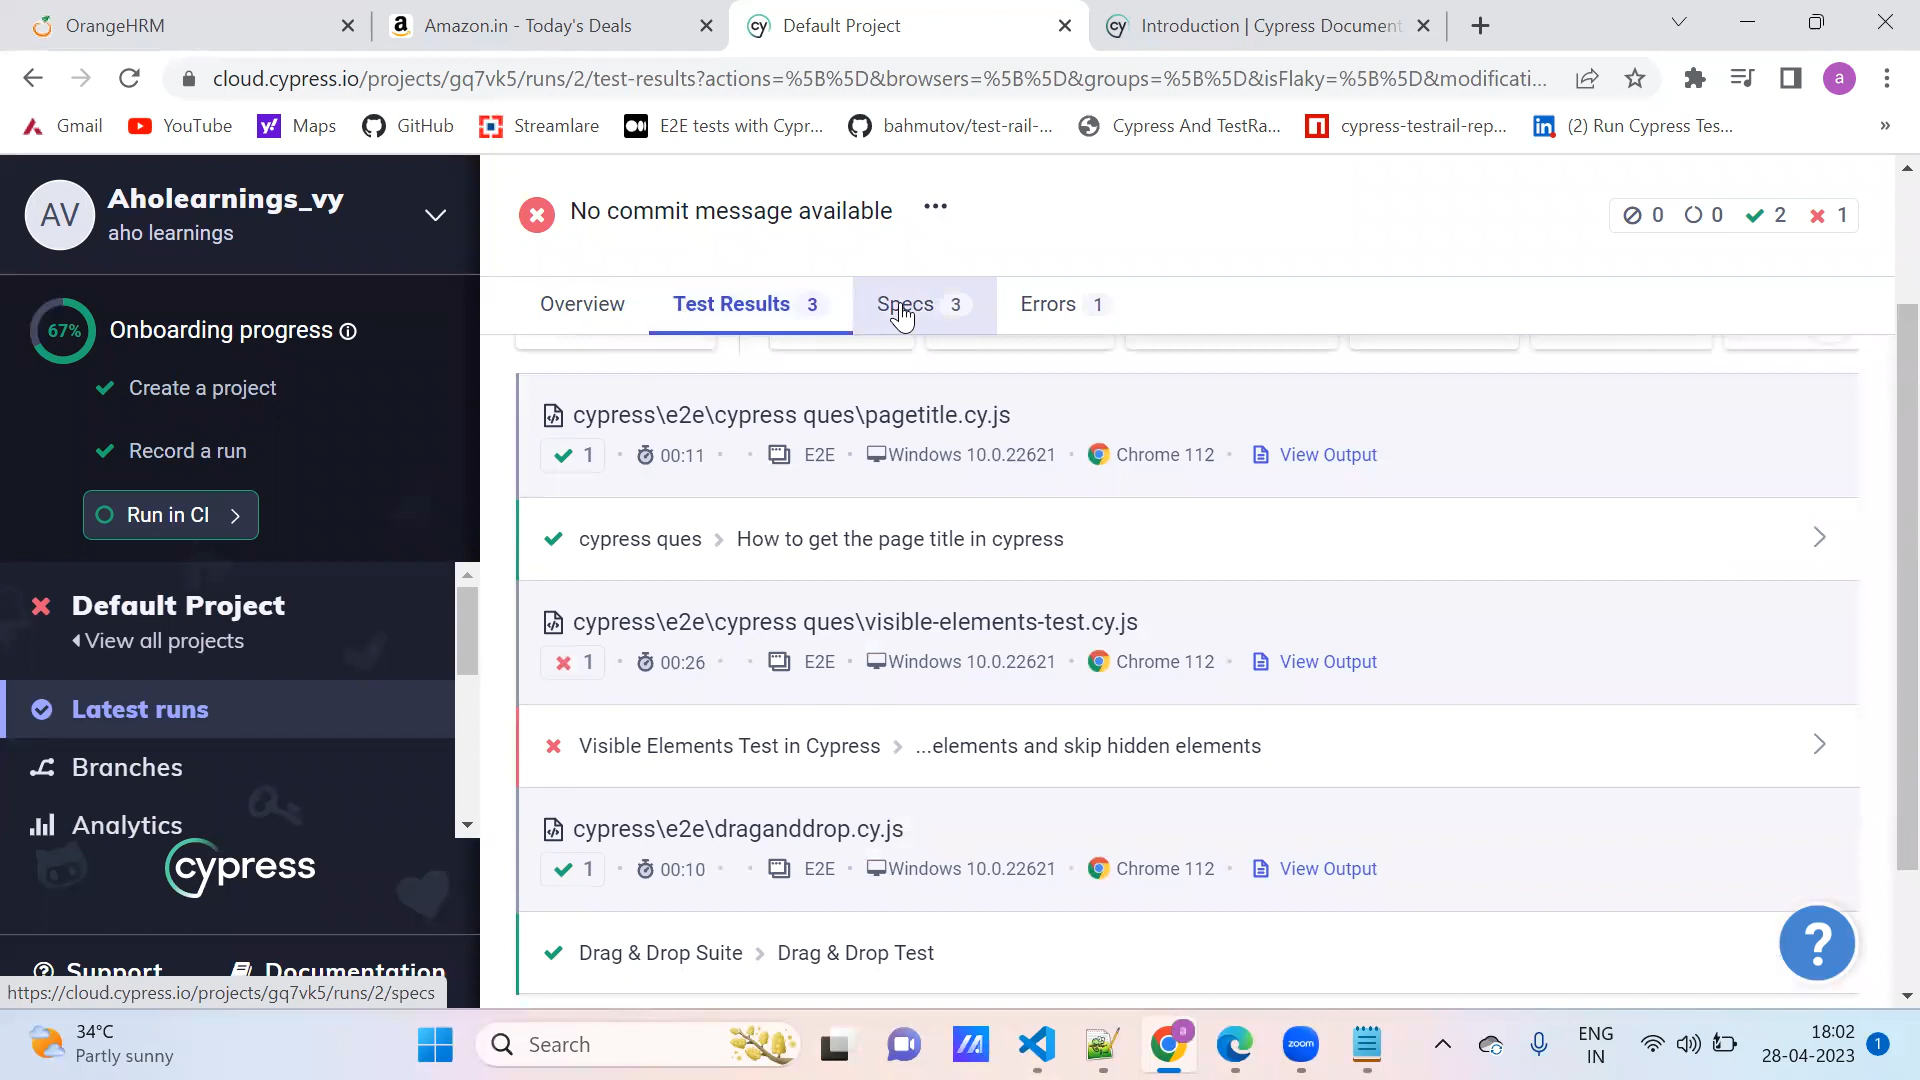 OrangeHRM
Amazon.in - Today's Deals
Default Project
Introduction | Cypress Document
cloud.cypress.io/projects/gq7vk5/runs/2/test-results?actions=%5B%5D&browsers=%5B%5D&groups=%5B%5D&isFlaky=%5B%5D&modificati...
a
Gmail
YouTube
Maps
GitHub
Streamlare
E2E tests with Cypr...
bahmutov/test-rail-...
Cypress And TestRa...
cypress-testrail-rep...
(2) Run Cypress Tes...
»
AV
Aholearnings_vy
aho learnings
67%
Onboarding progress
Create a project
Record a run
Run in CI
Default Project
View all projects
Latest runs
Branches
Analytics
cypress
Support
Documentation
https://cloud.cypress.io/projects/gq7vk5/runs/2/specs
No commit message available
...
0 0 2 1
Overview
Test Results 3
Specs 3
Errors 1
cypress\e2e\cypress ques\pagetitle.cy.js
1 · 00:11 · · E2E · Windows 10.0.22621 · Chrome 112 · View Output
cypress ques > How to get the page title in cypress
cypress\e2e\cypress ques\visible-elements-test.cy.js
1 · 00:26 · · E2E · Windows 10.0.22621 · Chrome 112 · View Output
Visible Elements Test in Cypress > ...elements and skip hidden elements
cypress\e2e\draganddrop.cy.js
1 · 00:10 · · E2E · Windows 10.0.22621 · Chrome 112 · View Output
Drag & Drop Suite > Drag & Drop Test
?
34°C
Partly sunny
Search
zoom
ENG
IN
18:02
28-04-2023
1